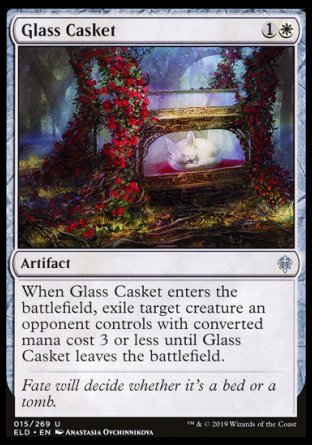 Glass Casket 1
Artifact
When Glass Casket enters the
battlefield, exile target creature an
opponent controls with converted
mana cost 3 or less until Glass
Casket leaves the battlefield.
Fate will decide whether it's a bed or a
tomb.
015/269 U
ELD • EN Anastasia Ovchinnikova
™ & © 2019 Wizards of the Coast